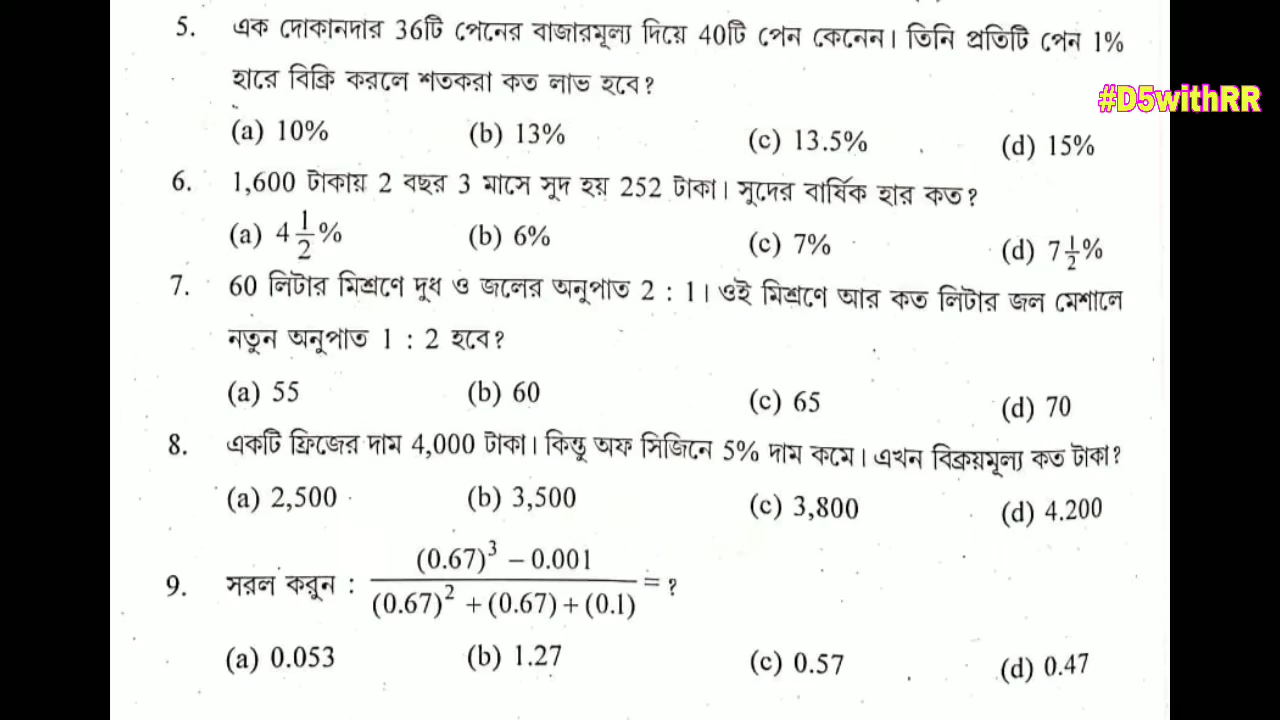 5. এক দোকানদার 36টি পেনের বাজারমূল্য দিয়ে 40টি পেন কেনেন। তিনি প্রতিটি পেন 1%
হারে বিক্রি করলে শতকরা কত লাভ হবে?
#D5withRR
(a) 10% (b) 13% (c) 13.5% (d) 15%
6. 1,600 টাকায় 2 বছর 3 মাসে সুদ হয় 252 টাকা। সুদের বার্ষিক হার কত?
(a) 4 1/2% (b) 6% (c) 7% (d) 7 1/2%
7. 60 লিটার মিশ্রণে দুধ ও জলের অনুপাত 2 : 1। ওই মিশ্রণে আর কত লিটার জল মেশালে
নতুন অনুপাত 1 : 2 হবে?
(a) 55 (b) 60 (c) 65 (d) 70
8. একটি ফ্রিজের দাম 4,000 টাকা। কিন্তু অফ সিজিনে 5% দাম কমে। এখন বিক্রয়মূল্য কত টাকা?
(a) 2,500 (b) 3,500 (c) 3,800 (d) 4.200
9. সরল করুন : ((0.67)³ − 0.001) / ((0.67)² + (0.67) + (0.1)) = ?
(a) 0.053 (b) 1.27 (c) 0.57 (d) 0.47